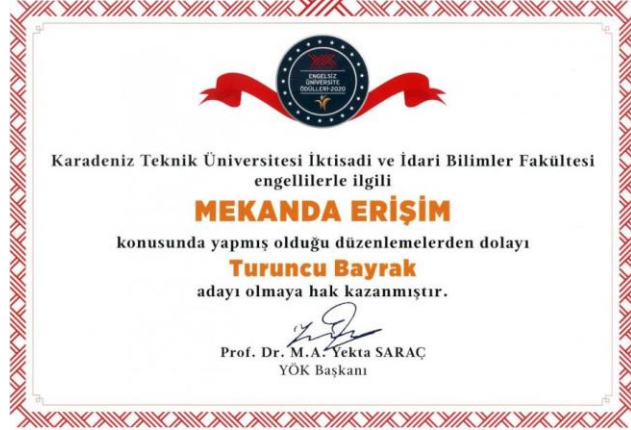 ENGELSİZ
ÜNİVERSİTE
ÖDÜLLERİ-2020
Karadeniz Teknik Üniversitesi İktisadi ve İdari Bilimler Fakültesi
engellilerle ilgili
MEKANDA ERİŞİM
konusunda yapmış olduğu düzenlemelerden dolayı
Turuncu Bayrak
adayı olmaya hak kazanmıştır.
Prof. Dr. M.A. Yekta SARAÇ
YÖK Başkanı